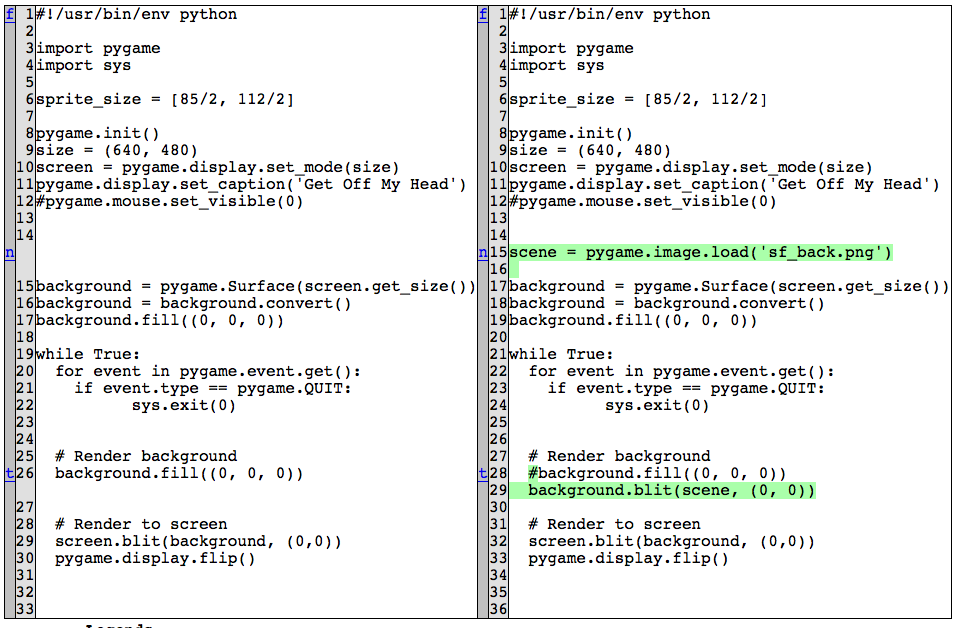 f 1 #!/usr/bin/env python
2
3 import pygame
4 import sys
5
6 sprite_size = [85/2, 112/2]
7
8 pygame.init()
9 size = (640, 480)
10 screen = pygame.display.set_mode(size)
11 pygame.display.set_caption('Get Off My Head')
12 #pygame.mouse.set_visible(0)
13
14
n
15 background = pygame.Surface(screen.get_size())
16 background = background.convert()
17 background.fill((0, 0, 0))
18
19 while True:
20   for event in pygame.event.get():
21     if event.type == pygame.QUIT:
22           sys.exit(0)
23
24
25   # Render background
t 26   background.fill((0, 0, 0))
27
28   # Render to screen
29   screen.blit(background, (0,0))
30   pygame.display.flip()
31
32
33
f 1 #!/usr/bin/env python
2
3 import pygame
4 import sys
5
6 sprite_size = [85/2, 112/2]
7
8 pygame.init()
9 size = (640, 480)
10 screen = pygame.display.set_mode(size)
11 pygame.display.set_caption('Get Off My Head')
12 #pygame.mouse.set_visible(0)
13
14
n 15 scene = pygame.image.load('sf_back.png')
16
17 background = pygame.Surface(screen.get_size())
18 background = background.convert()
19 background.fill((0, 0, 0))
20
21 while True:
22   for event in pygame.event.get():
23     if event.type == pygame.QUIT:
24           sys.exit(0)
25
26
27   # Render background
t 28   #background.fill((0, 0, 0))
29   background.blit(scene, (0, 0))
30
31   # Render to screen
32   screen.blit(background, (0,0))
33   pygame.display.flip()
34
35
36